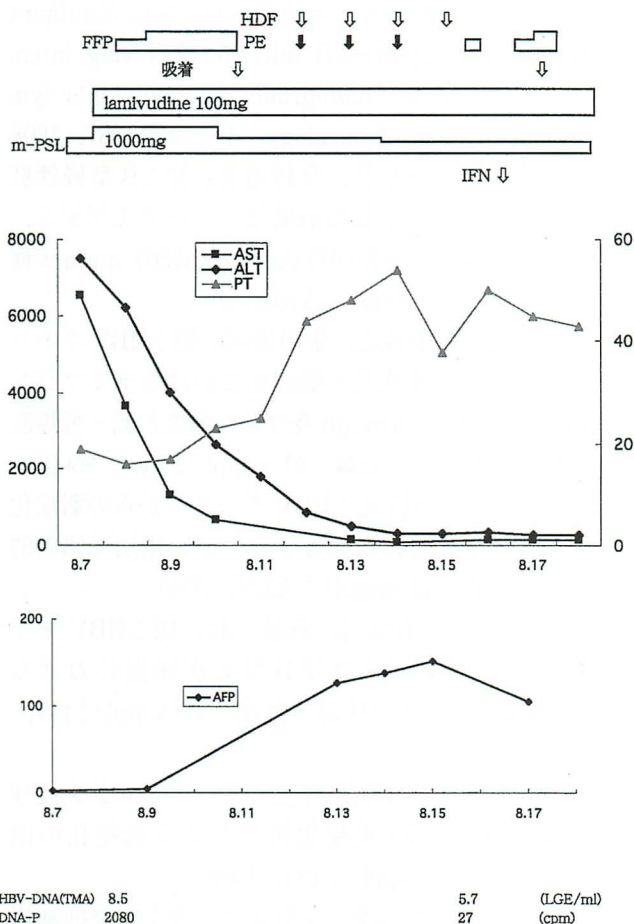 HDF ⇩ ⇩ ⇩ ⇩
FFP PE
吸着
lamivudine 100mg
m-PSL 1000mg
IFN ⇩
8000 60
AST
ALT
PT
6000
40
4000
20
2000
0 0
8.7 8.9 8.11 8.13 8.15 8.17
200
AFP
100
0
8.7 8.9 8.13 8.15 8.17
HBV-DNA(TMA) 8.5 5.7 (LGE/ml)
DNA-P 2080 27 (cpm)